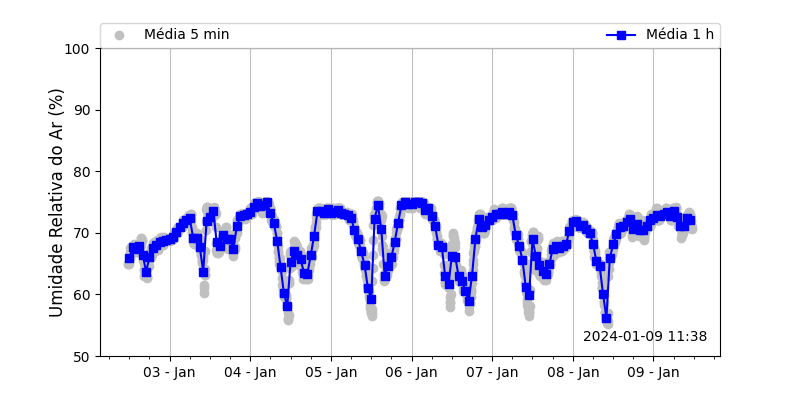 Média 5 min
Média 1 h
Umidade Relativa do Ar (%)
100
90
80
70
60
50
2024-01-09 11:38
03 - Jan
04 - Jan
05 - Jan
06 - Jan
07 - Jan
08 - Jan
09 - Jan